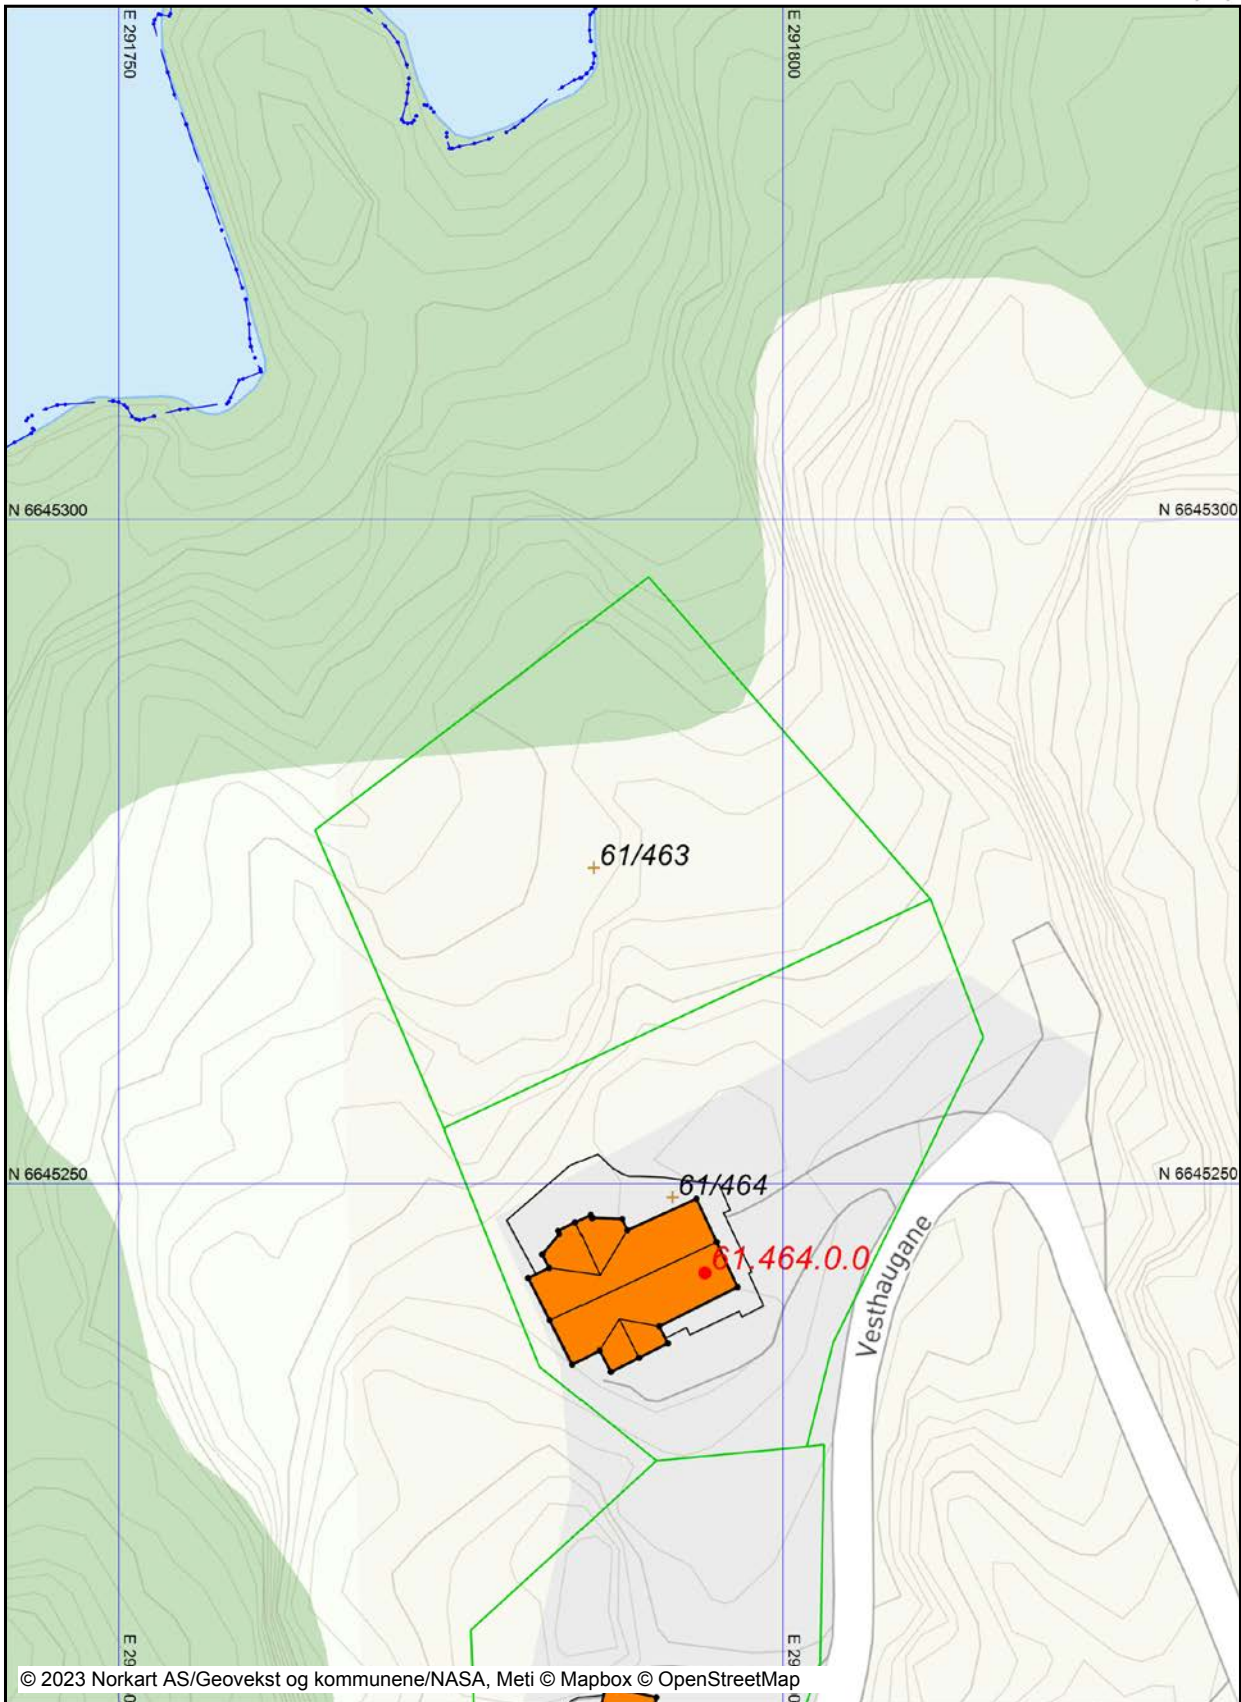 E 291750
E 291800
N 6645300
N 6645300
61/463
N 6645250
N 6645250
61/464
61.464.0.0
Vesthaugane
© 2023 Norkart AS/Geovekst og kommunene/NASA, Meti © Mapbox © OpenStreetMap